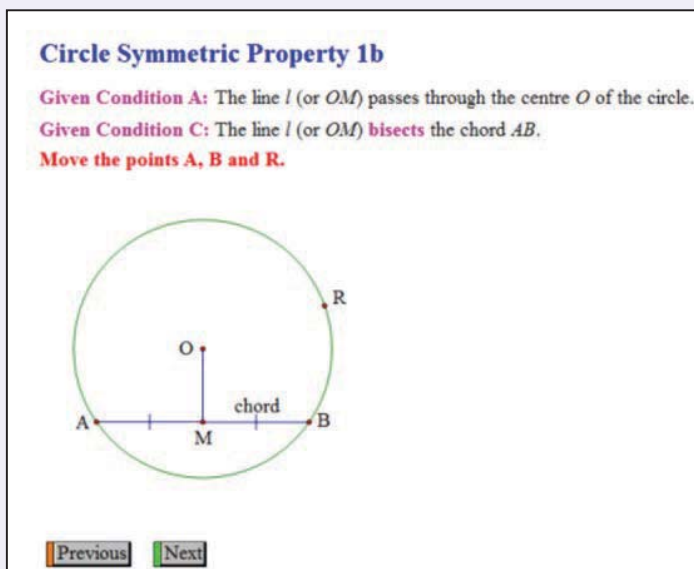 Circle Symmetric Property 1b
Given Condition A: The line l (or OM) passes through the centre O of the circle.
Given Condition C: The line l (or OM) bisects the chord AB.
Move the points A, B and R.
R
O
chord
A
B
M
Previous
Next